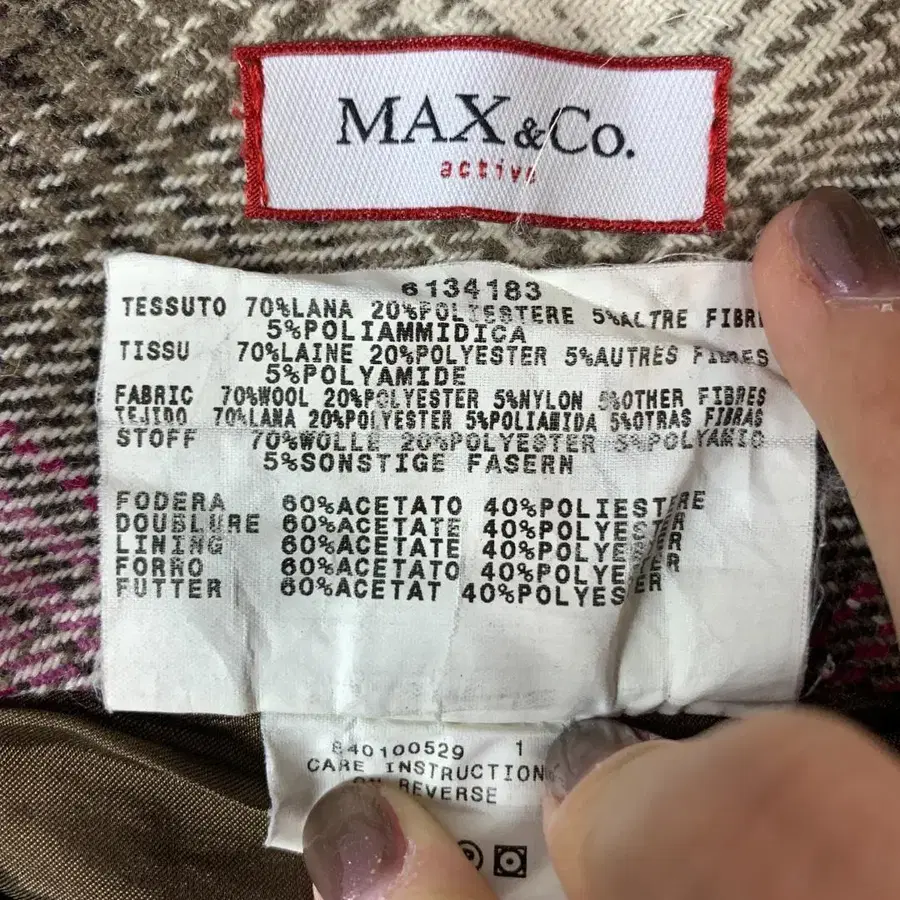 MAX&Co.
active
6134183
TESSUTO 70%LANA 20%POLIESTERE 5%ALTRE FIBRE
5%POLIAMMIDICA
TISSU 70%LAINE 20%POLYESTER 5%AUTRES FIBRES
5%POLYAMIDE
FABRIC 70%WOOL 20%POLYESTER 5%NYLON 5%OTHER FIBRES
TEJIDO 70%LANA 20%POLYESTER 5%POLIAMIDA 5%OTRAS FIBRAS
STOFF 70%WOLLE 20%POLYESTER 5%POLYAMID
5%SONSTIGE FASERN
FODERA 60%ACETATO 40%POLIESTERE
DOUBLURE 60%ACETATE 40%POLYESTER
LINING 60%ACETATE 40%POLYESTER
FORRO 60%ACETATO 40%POLYESTER
FUTTER 60%ACETAT 40%POLYESTER
840100529 1
CARE INSTRUCTION
ON REVERSE